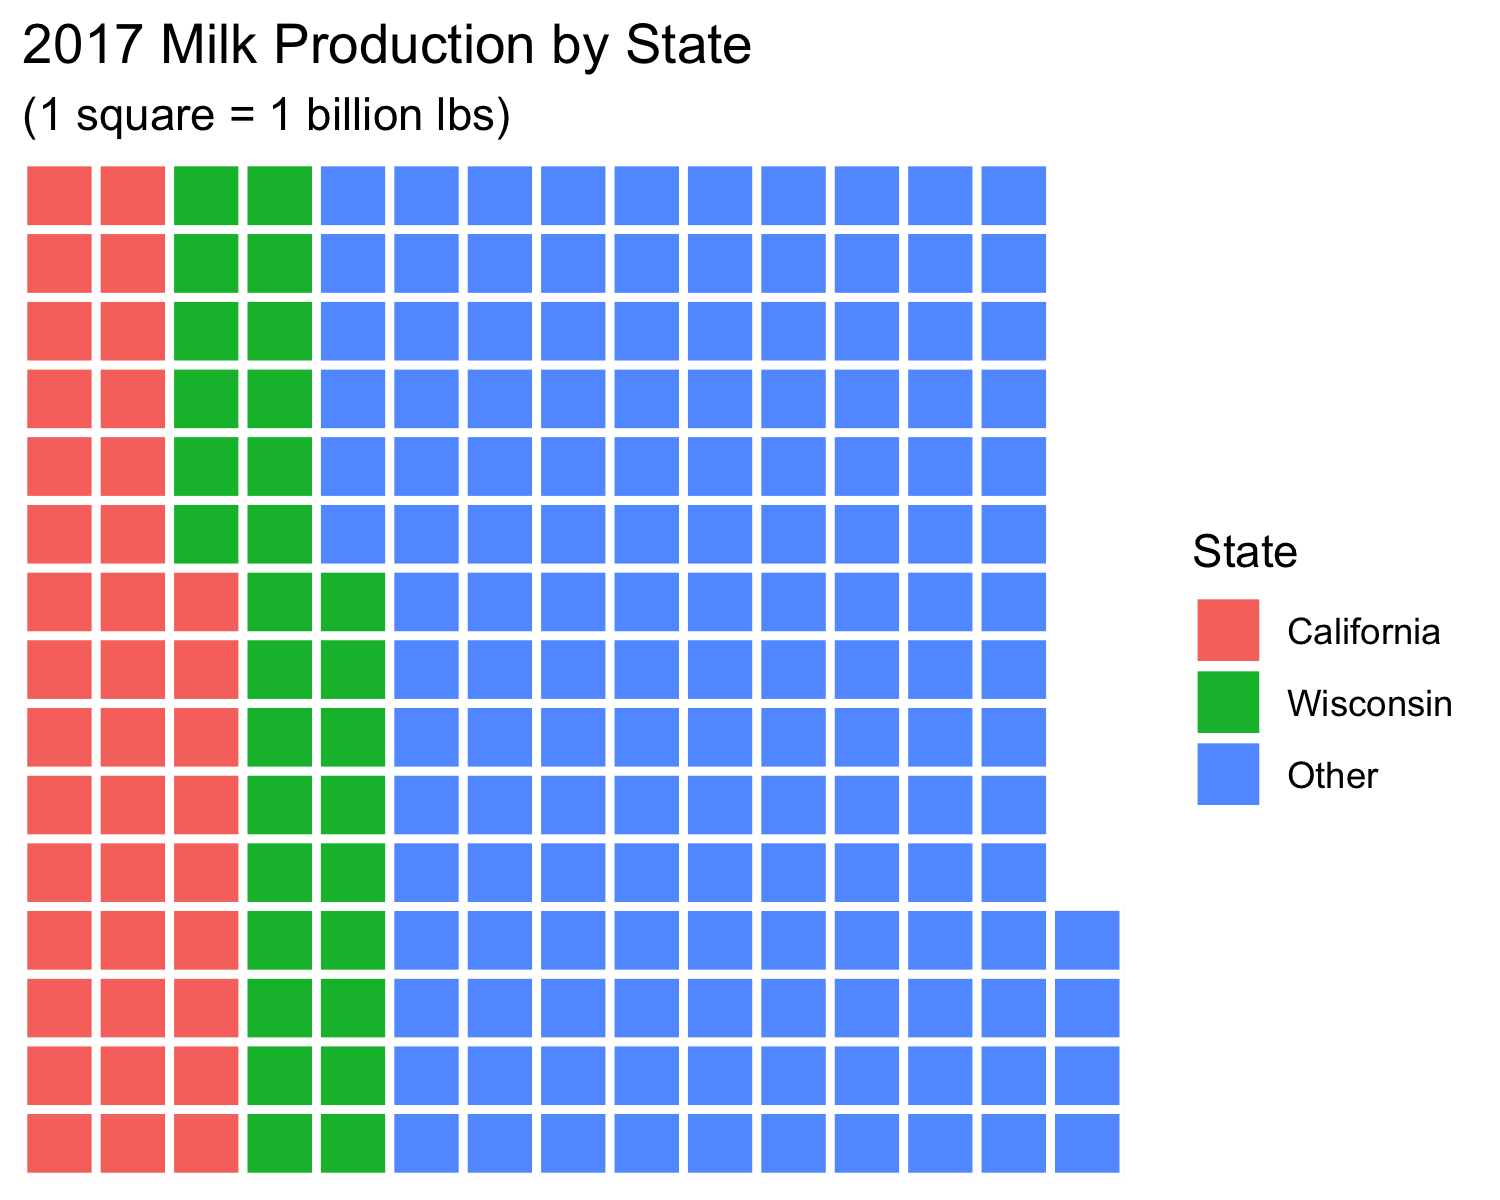 2017 Milk Production by State
(1 square = 1 billion lbs)
State
California
Wisconsin
Other